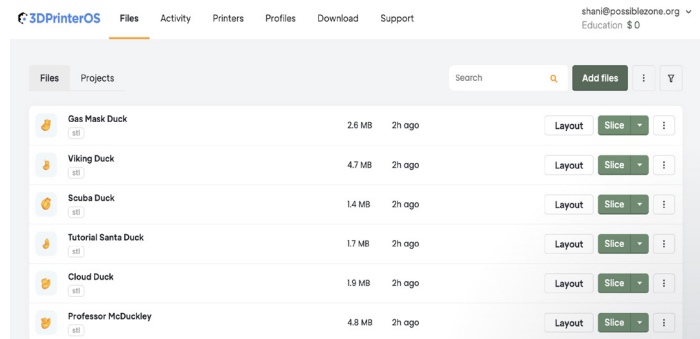 3DPrinterOS Files Activity Printers Profiles Download Support shani@possiblezone.org
Education $ 0
Files Projects Search Add files
Gas Mask Duck
stl
2.6 MB 2h ago Layout Slice
Viking Duck
stl
4.7 MB 2h ago Layout Slice
Scuba Duck
stl
1.4 MB 2h ago Layout Slice
Tutorial Santa Duck
stl
1.7 MB 2h ago Layout Slice
Cloud Duck
stl
1.9 MB 2h ago Layout Slice
Professor McDuckley
stl
4.8 MB 2h ago Layout Slice